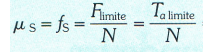 μ s = fs = Flimite / N = Ta limite / N